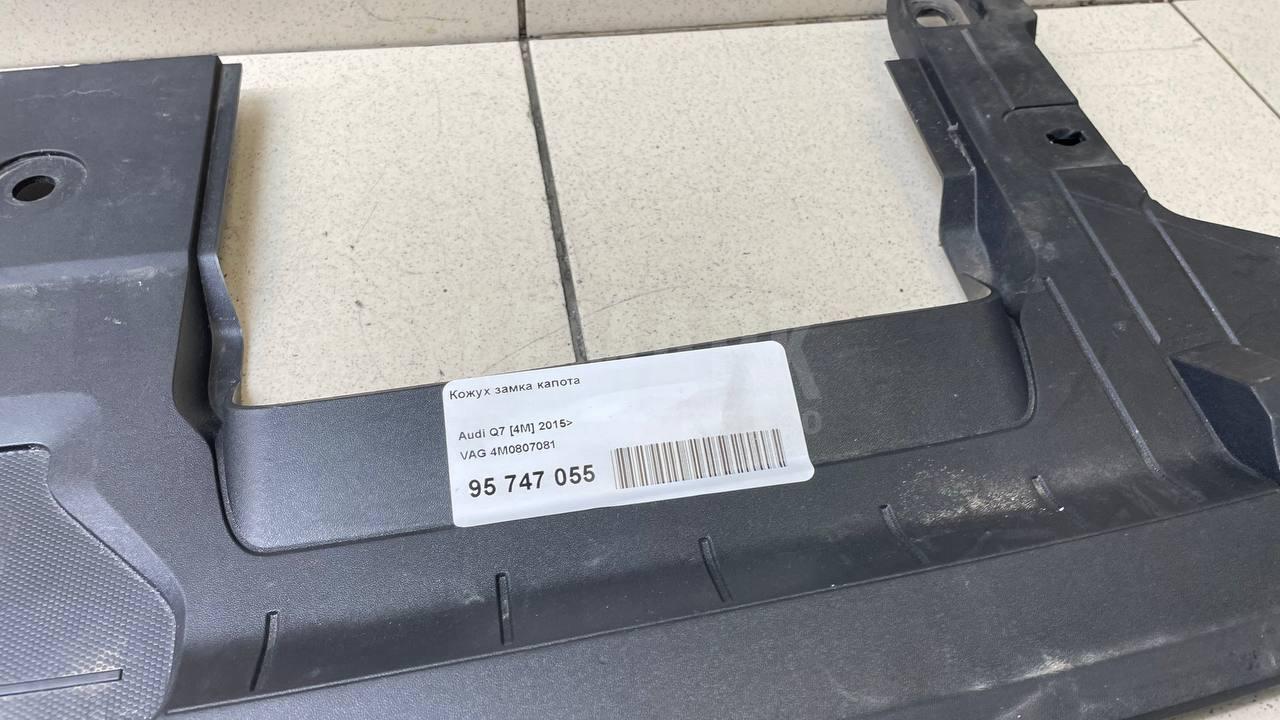 Кожух замка капота
Audi Q7 [4M] 2015>
VAG 4M0807081
95 747 055